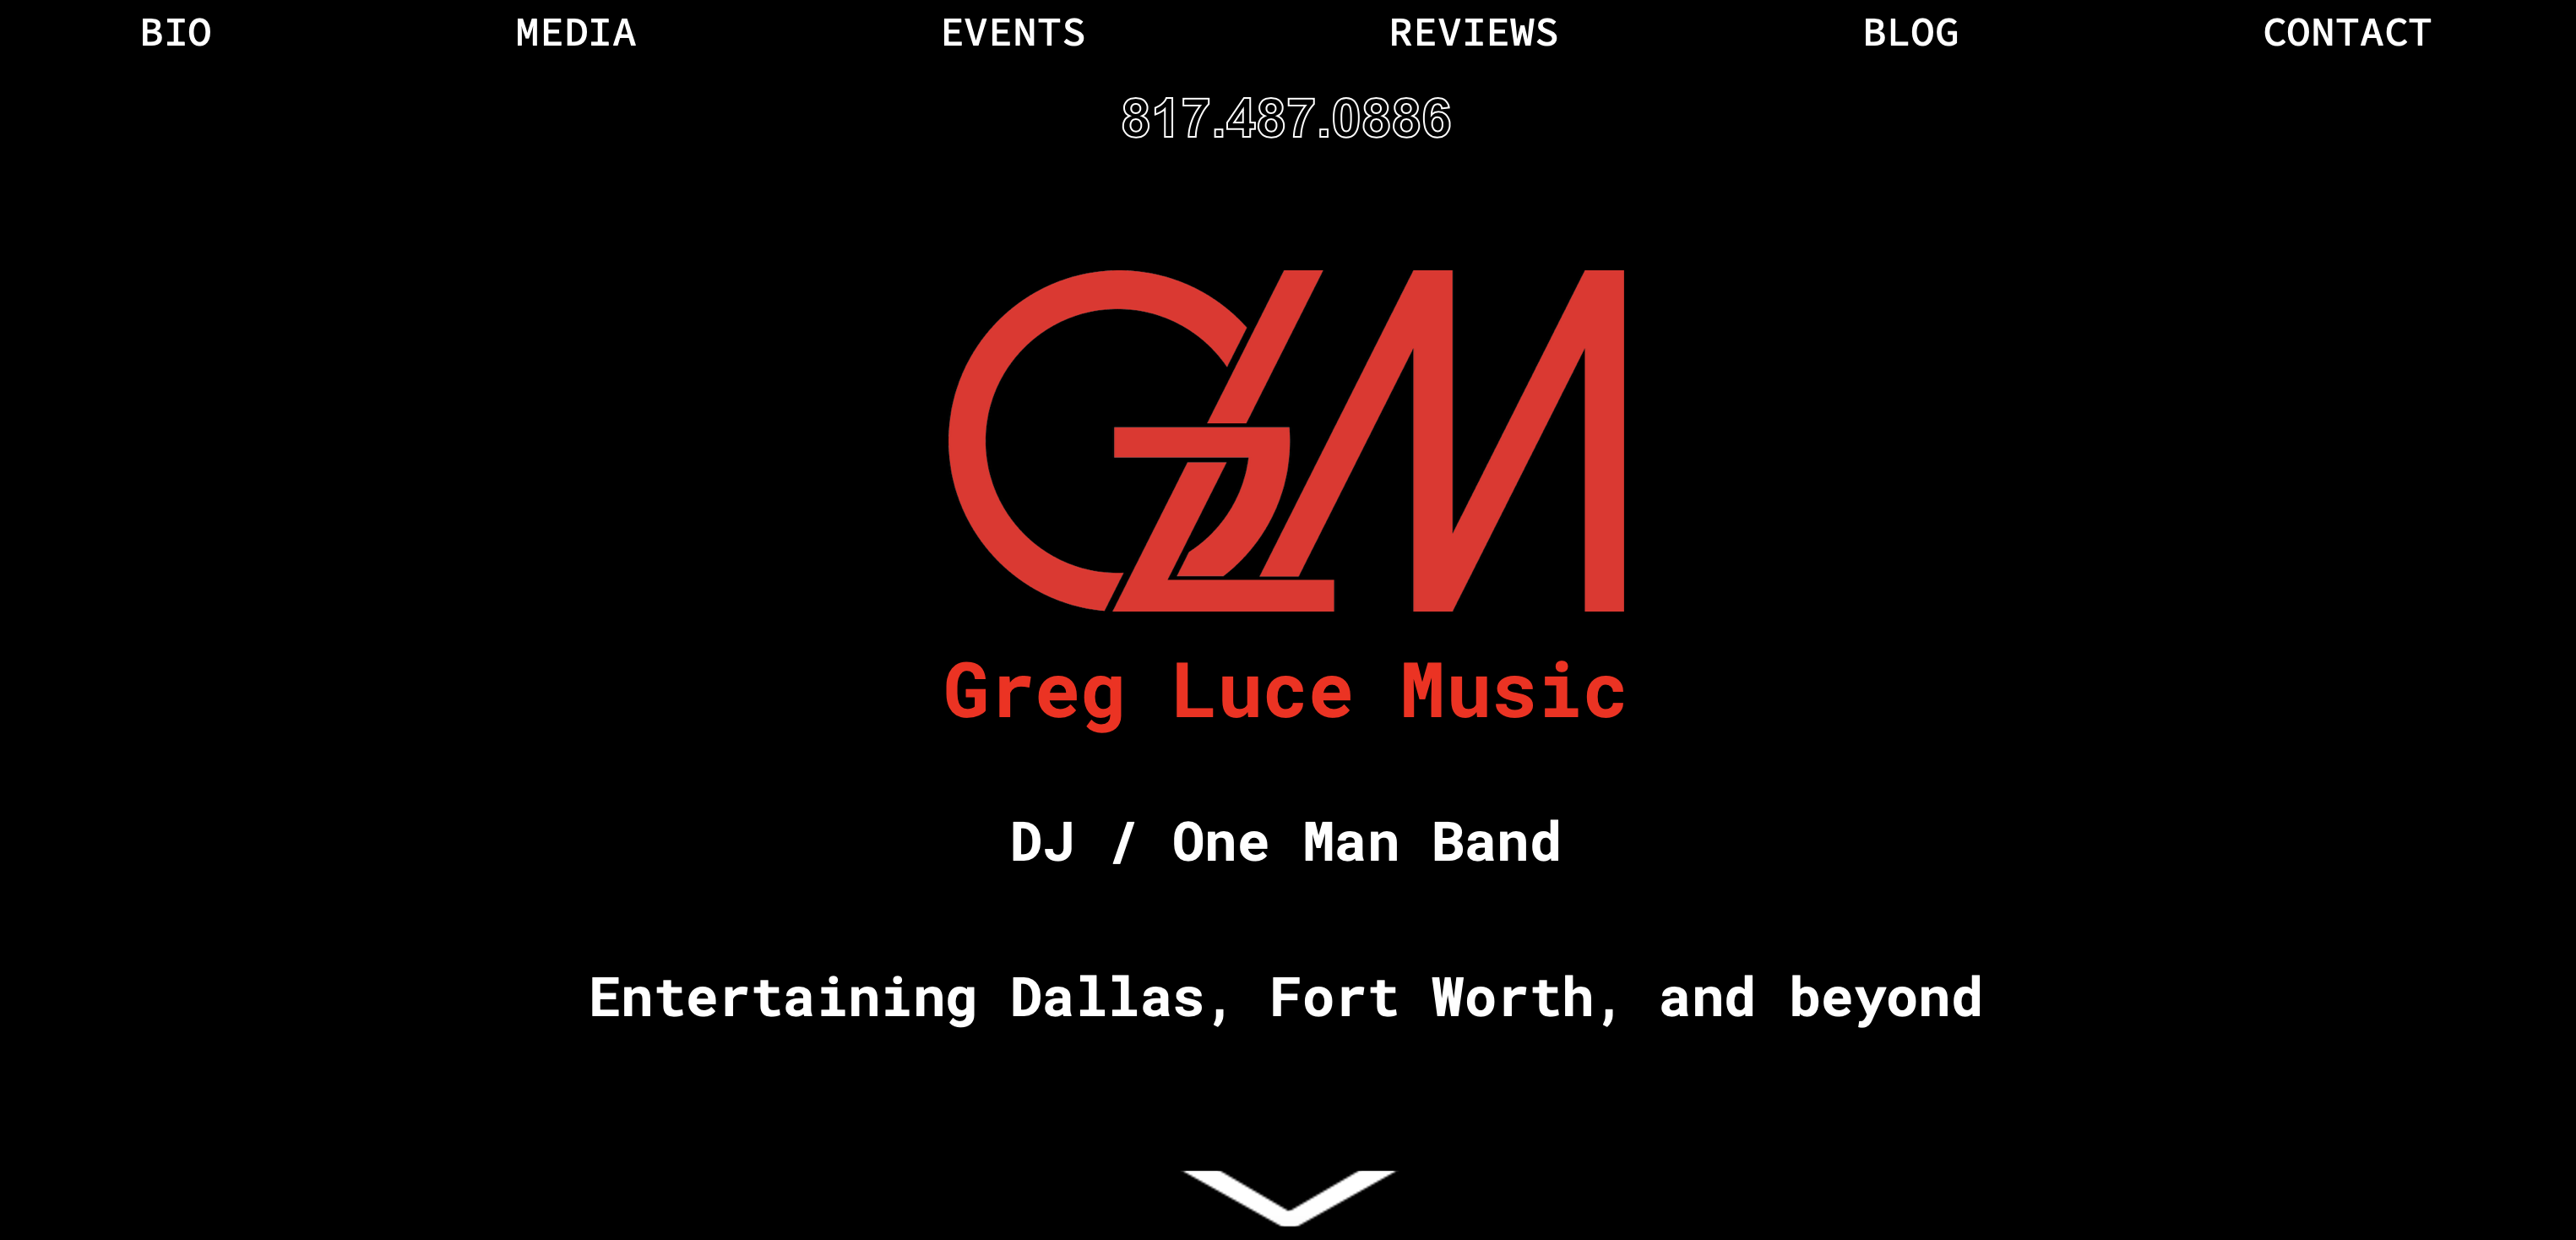 BIO MEDIA EVENTS REVIEWS BLOG CONTACT
817.487.0886
GLM
Greg Luce Music
DJ / One Man Band
Entertaining Dallas, Fort Worth, and beyond